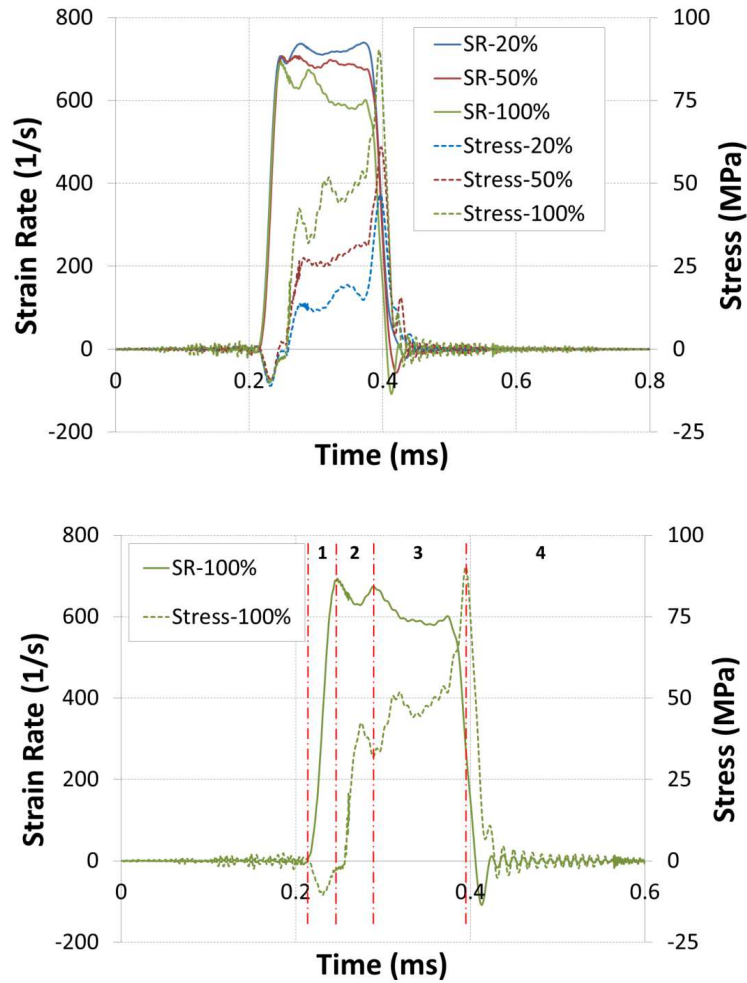 800
600
400
200
0
-200
Strain Rate (1/s)
100
75
50
25
0
-25
Stress (MPa)
SR-20%
SR-50%
SR-100%
Stress-20%
Stress-50%
Stress-100%
0 0.2 0.4 0.6 0.8
Time (ms)
800
600
400
200
0
-200
Strain Rate (1/s)
100
75
50
25
0
-25
Stress (MPa)
SR-100%
Stress-100%
1 2 3 4
0 0.2 0.4 0.6
Time (ms)